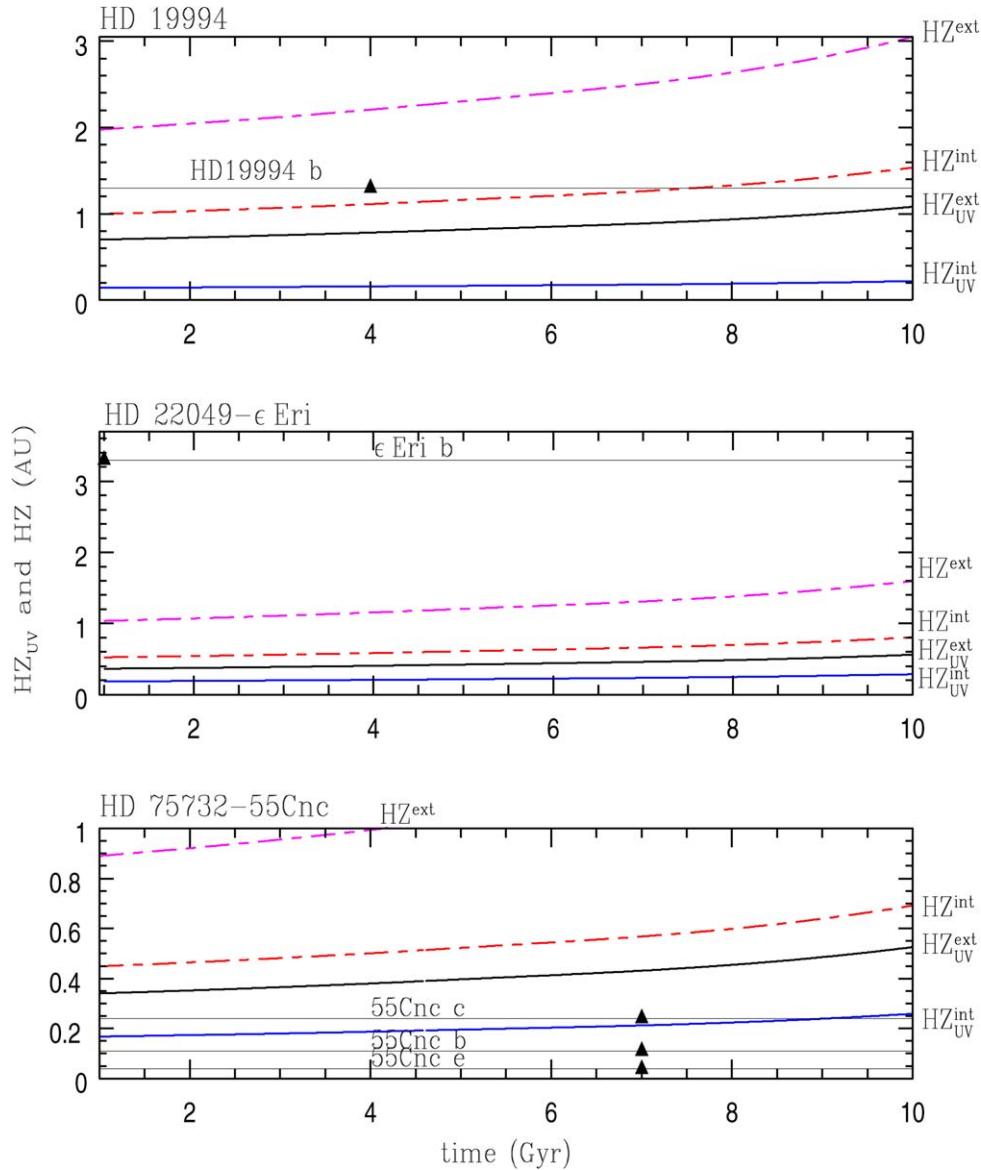 HD 19994
HZ^ext
3
2
HZ^int
HD19994 b
HZ^ext_UV
1
HZ^int_UV
0
2 4 6 8 10
HD 22049-ϵ Eri
ϵ Eri b
3
2
HZ^ext
1
HZ^int
HZ^ext_UV
HZ^int_UV
0
2 4 6 8 10
HZ_UV and HZ (AU)
HD 75732-55Cnc
HZ^ext
1
0.8
HZ^int
0.6
HZ^ext_UV
0.4
55Cnc c
HZ^int_UV
0.2
55Cnc b
55Cnc e
0
2 4 6 8 10
time (Gyr)